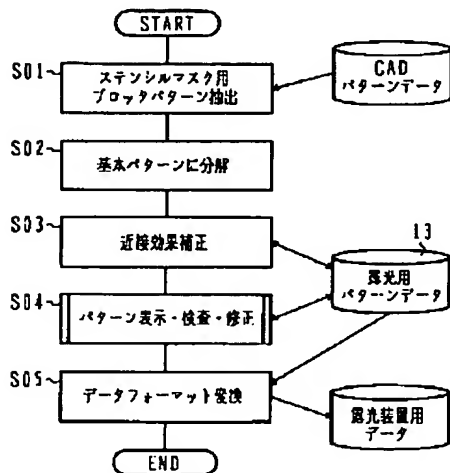 START
S01
ステンシルマスク用
ブロックパターン抽出
CAD
パターンデータ
S02
基本パターンに分解
S03
近接効果補正
13
露光用
パターンデータ
S04
パターン表示・検査・修正
S05
データフォーマット変換
露光装置用
データ
END